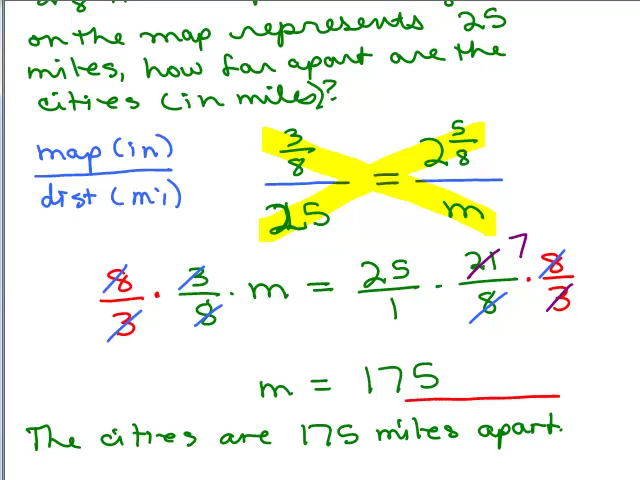 on the map represents 25
miles, how far apart are the
cities (in miles)?
map (in) / dist (mi)
3/8 / 25 = 2 5/8 / m
8/3 · 3/8 · m = 25/1 · 21/8 · 8/3 7
m = 175
The cities are 175 miles apart.